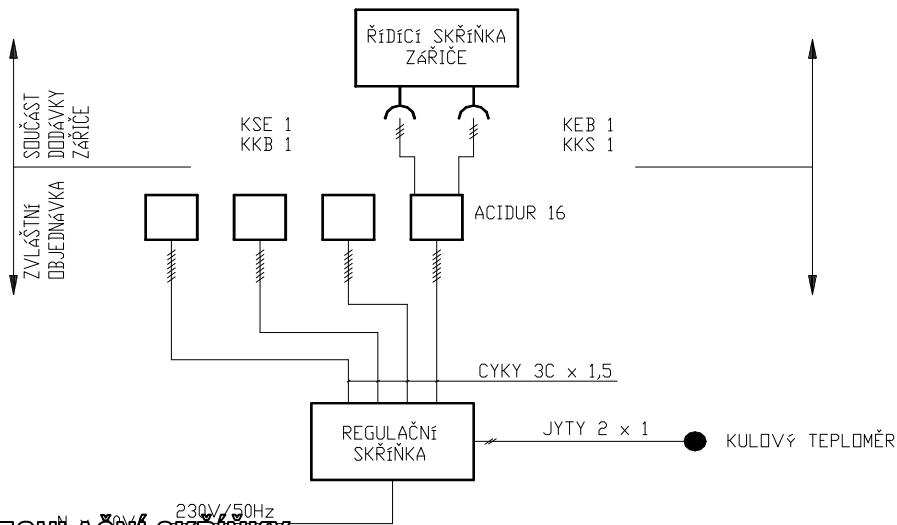 ŘÍDÍCÍ SKŘÍŇKA
ZÁŘIČE
SOUČÁST
DODÁVKY
ZÁŘIČE
KSE 1
KKB 1
KEB 1
KKS 1
ZVLÁŠTNÍ
OBJEDNÁVKA
ACIDUR 16
CYKY 3C x 1,5
REGULAČNÍ
SKŘÍŇKA
JYTY 2 x 1
KULOVÝ TEPLOMĚR
230V/50Hz